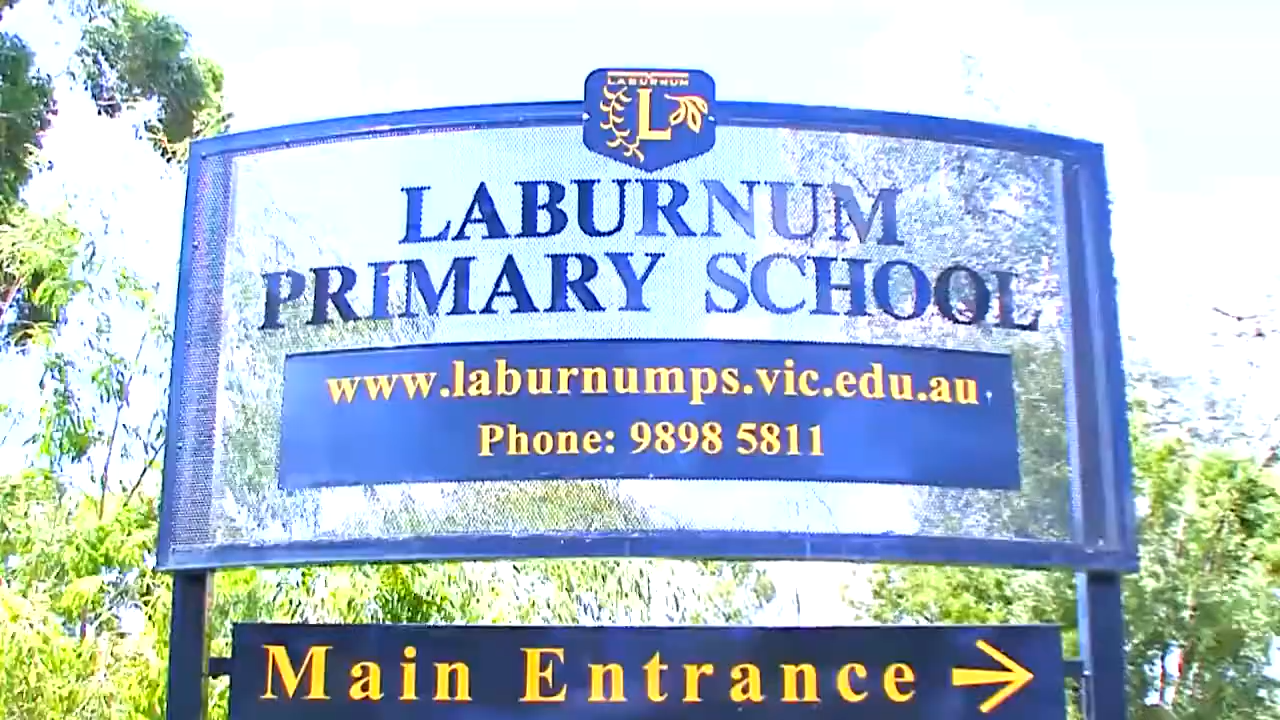 LABURNUM
L
LABURNUM
PRIMARY SCHOOL
www.laburnumps.vic.edu.au
Phone: 9898 5811
Main Entrance →